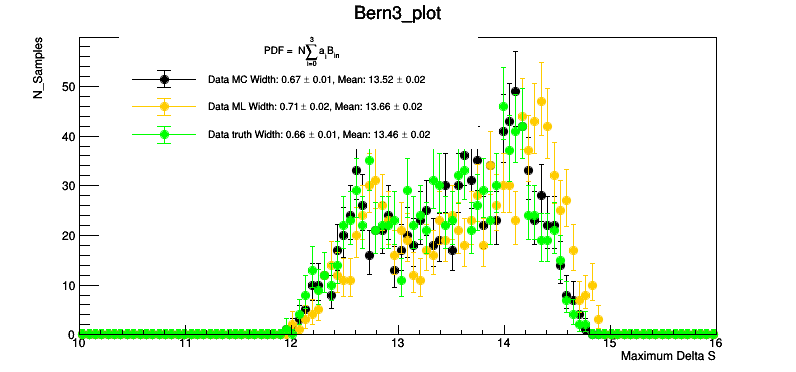 Bern3_plot
N_Samples
PDF = N∑ aᵢBᵢₙ
3
i=0
Data MC Width: 0.67 ± 0.01, Mean: 13.52 ± 0.02
Data ML Width: 0.71 ± 0.02, Mean: 13.66 ± 0.02
Data truth Width: 0.66 ± 0.01, Mean: 13.46 ± 0.02
50
40
30
20
10
0
10 11 12 13 14 15 16
Maximum Delta S